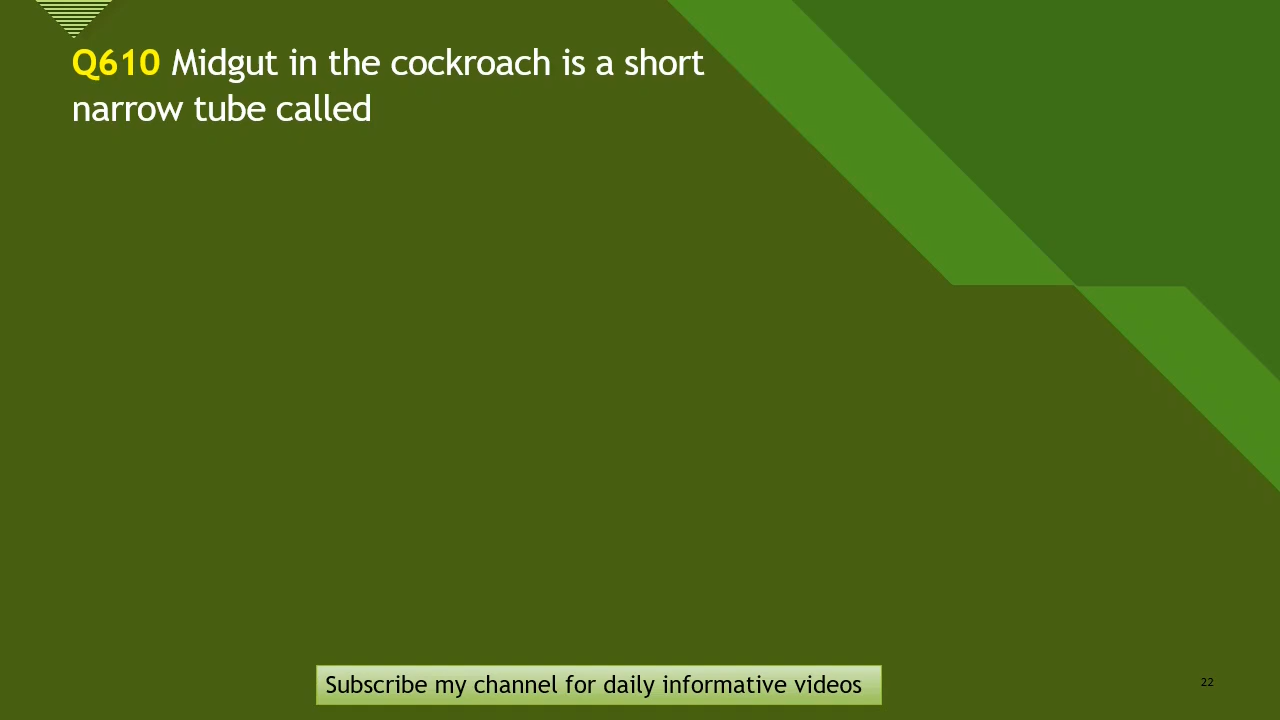 Q610 Midgut in the cockroach is a short
narrow tube called
Subscribe my channel for daily informative videos
22